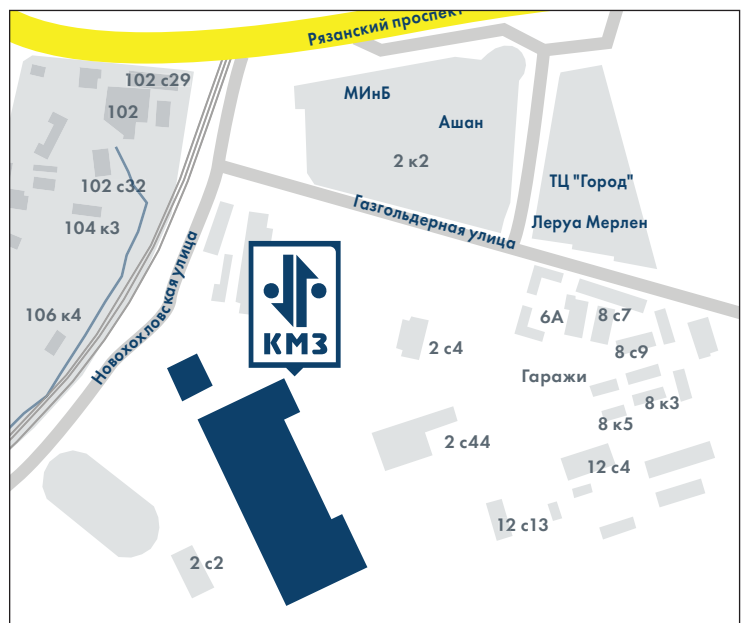 Рязанский проспект
102 с29
МИнБ
102
Ашан
2 к2
102 с32
ТЦ "Город"
104 к3
Газгольдерная улица
Леруа Мерлен
Новохохловская улица
106 к4
6А
8 с7
КМЗ
2 с4
8 с9
Гаражи
8 к3
8 к5
2 с44
12 с4
12 с13
2 с2